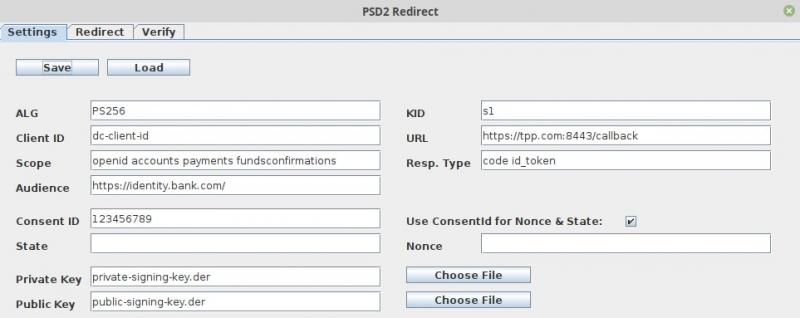 PSD2 Redirect
Settings Redirect Verify
Save Load
ALG PS256 KID s1
Client ID dc-client-id URL https://tpp.com:8443/callback
Scope openid accounts payments fundsconfirmations Resp. Type code id_token
Audience https://identity.bank.com/
Consent ID 123456789 Use ConsentId for Nonce & State:
State Nonce
Private Key private-signing-key.der Choose File
Public Key public-signing-key.der Choose File